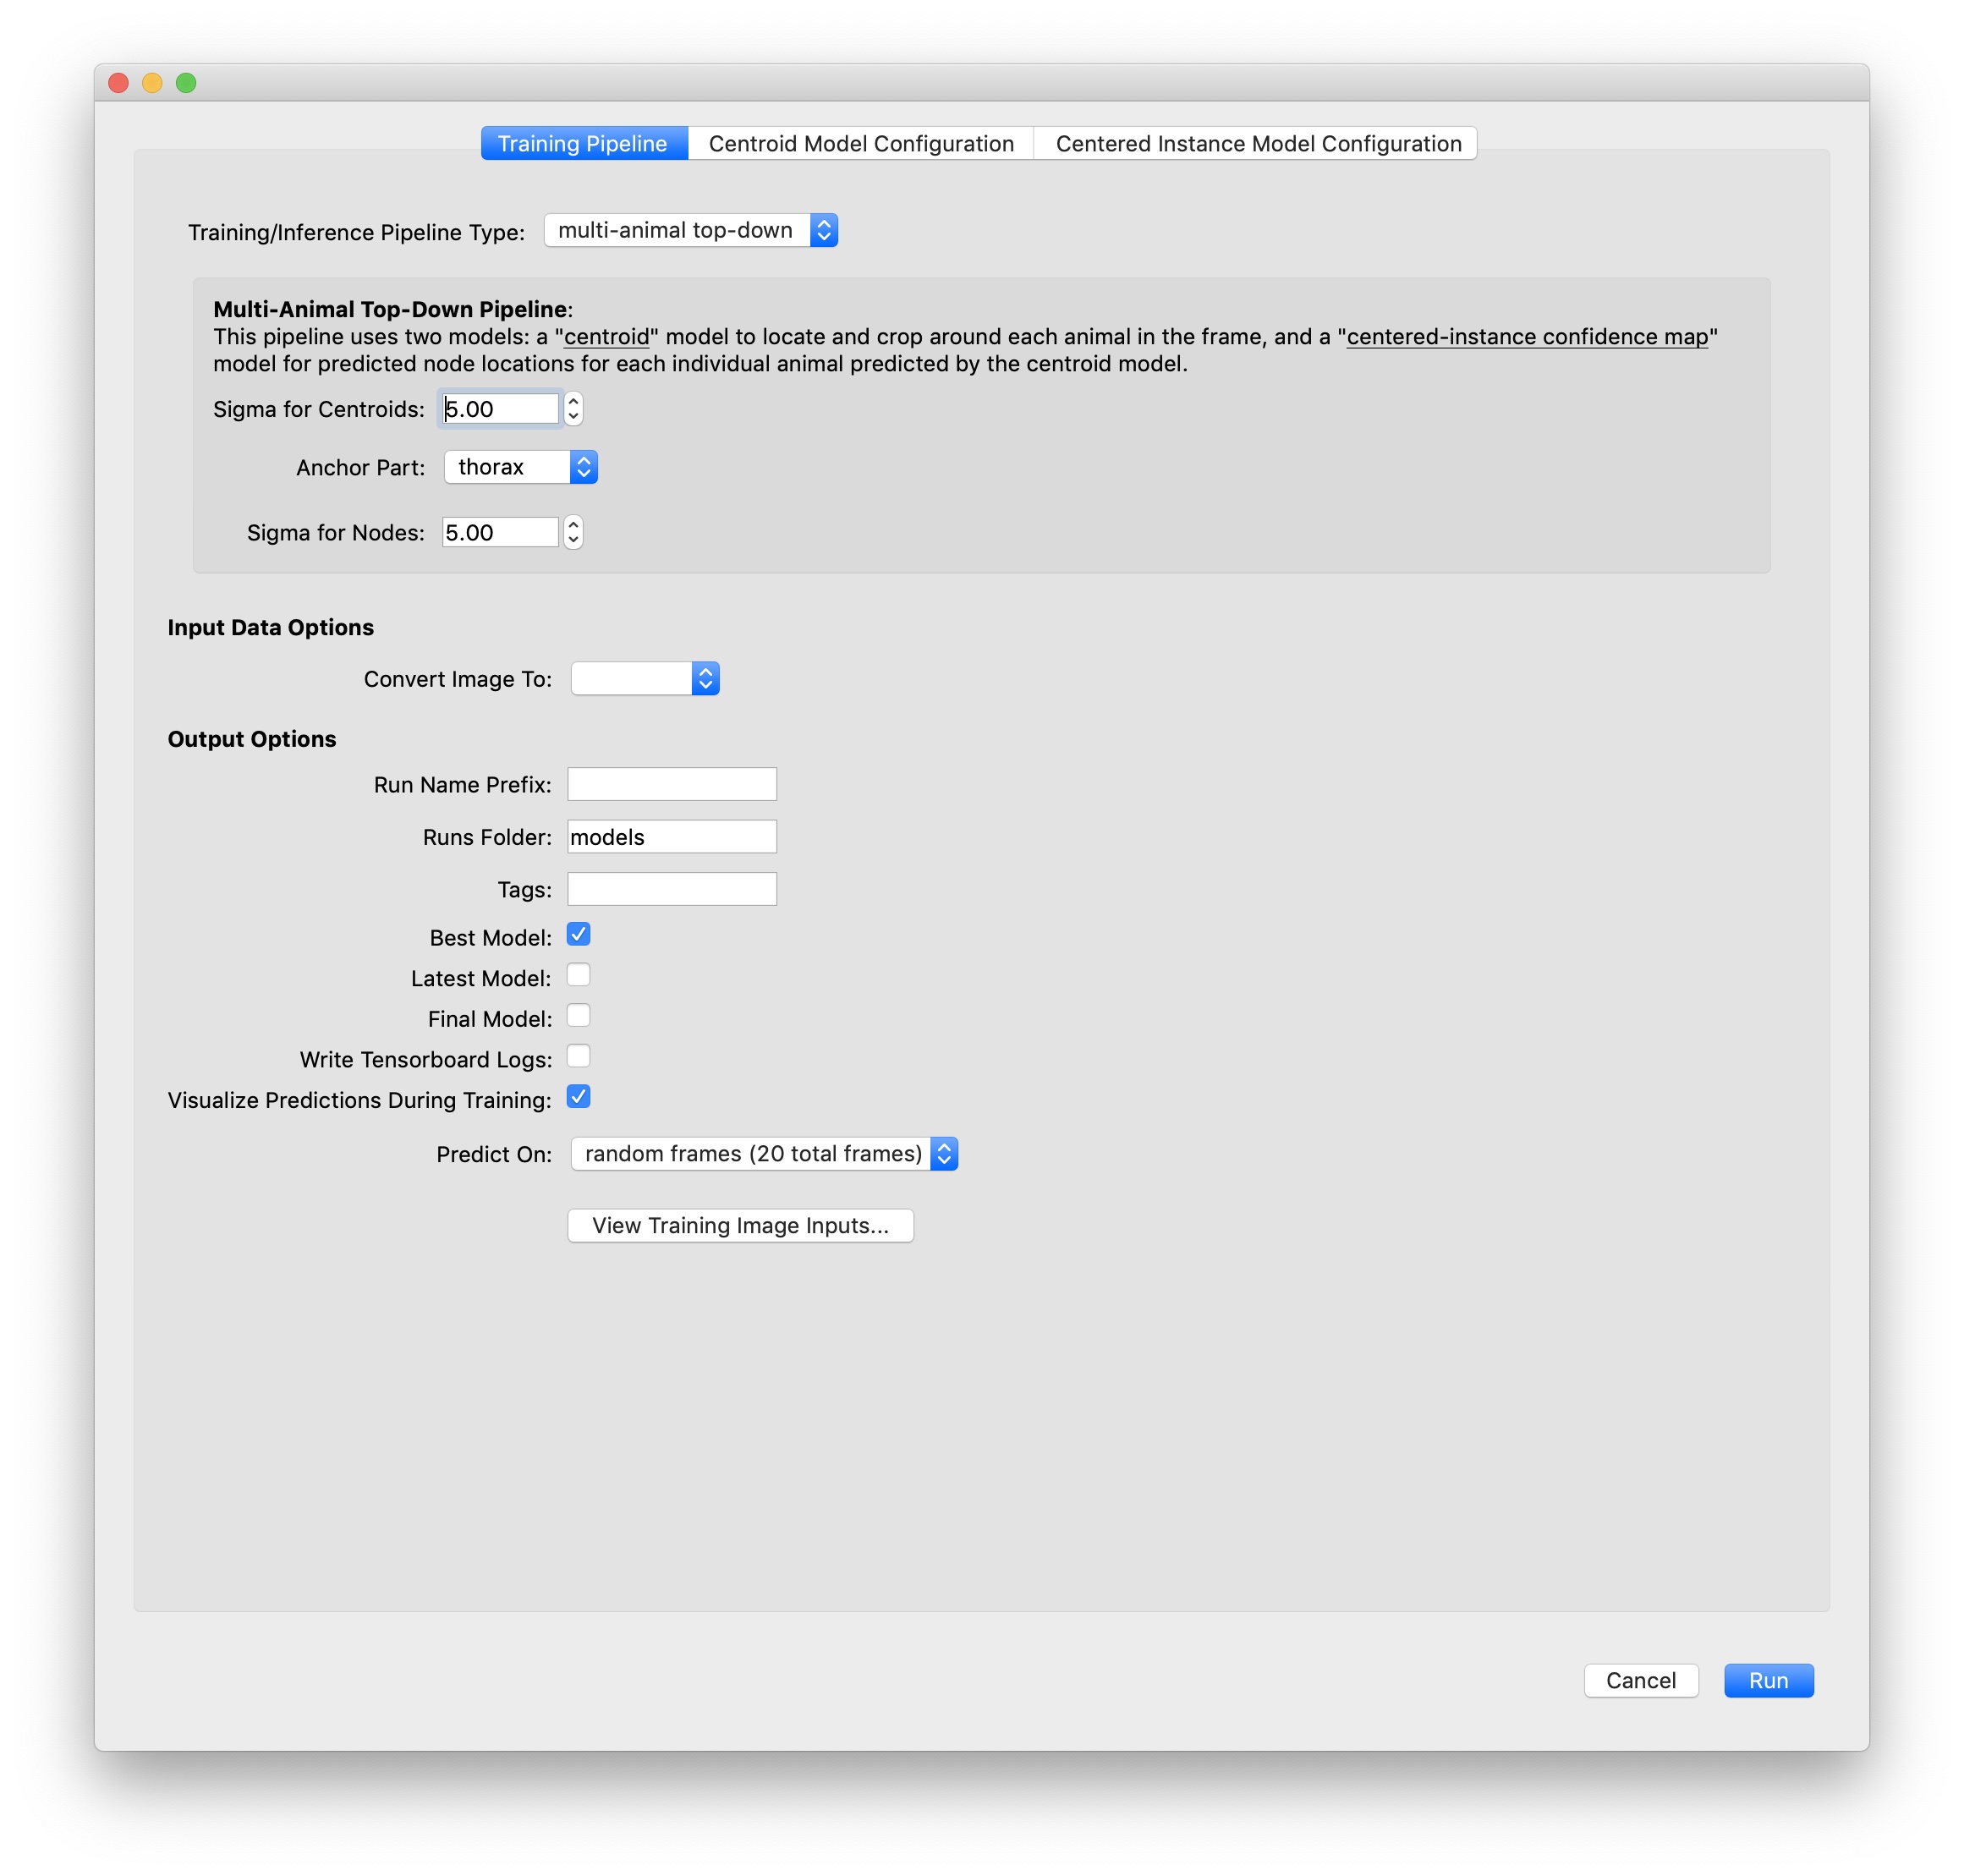 Training Pipeline Centroid Model Configuration Centered Instance Model Configuration
Training/Inference Pipeline Type: multi-animal top-down
Multi-Animal Top-Down Pipeline:
This pipeline uses two models: a "centroid" model to locate and crop around each animal in the frame, and a "centered-instance confidence map"
model for predicted node locations for each individual animal predicted by the centroid model.
Sigma for Centroids: 5.00
Anchor Part: thorax
Sigma for Nodes: 5.00
Input Data Options
Convert Image To:
Output Options
Run Name Prefix:
Runs Folder: models
Tags:
Best Model:
Latest Model:
Final Model:
Write Tensorboard Logs:
Visualize Predictions During Training:
Predict On: random frames (20 total frames)
View Training Image Inputs...
Cancel Run